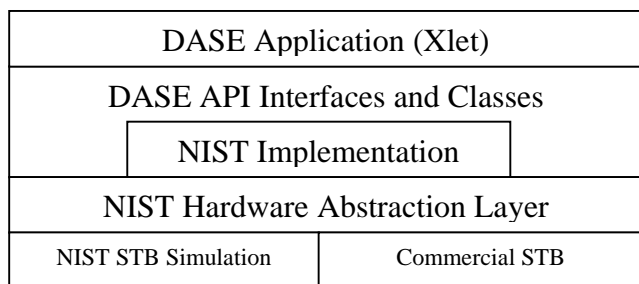 DASE Application (Xlet)
DASE API Interfaces and Classes
NIST Implementation
NIST Hardware Abstraction Layer
NIST STB Simulation
Commercial STB